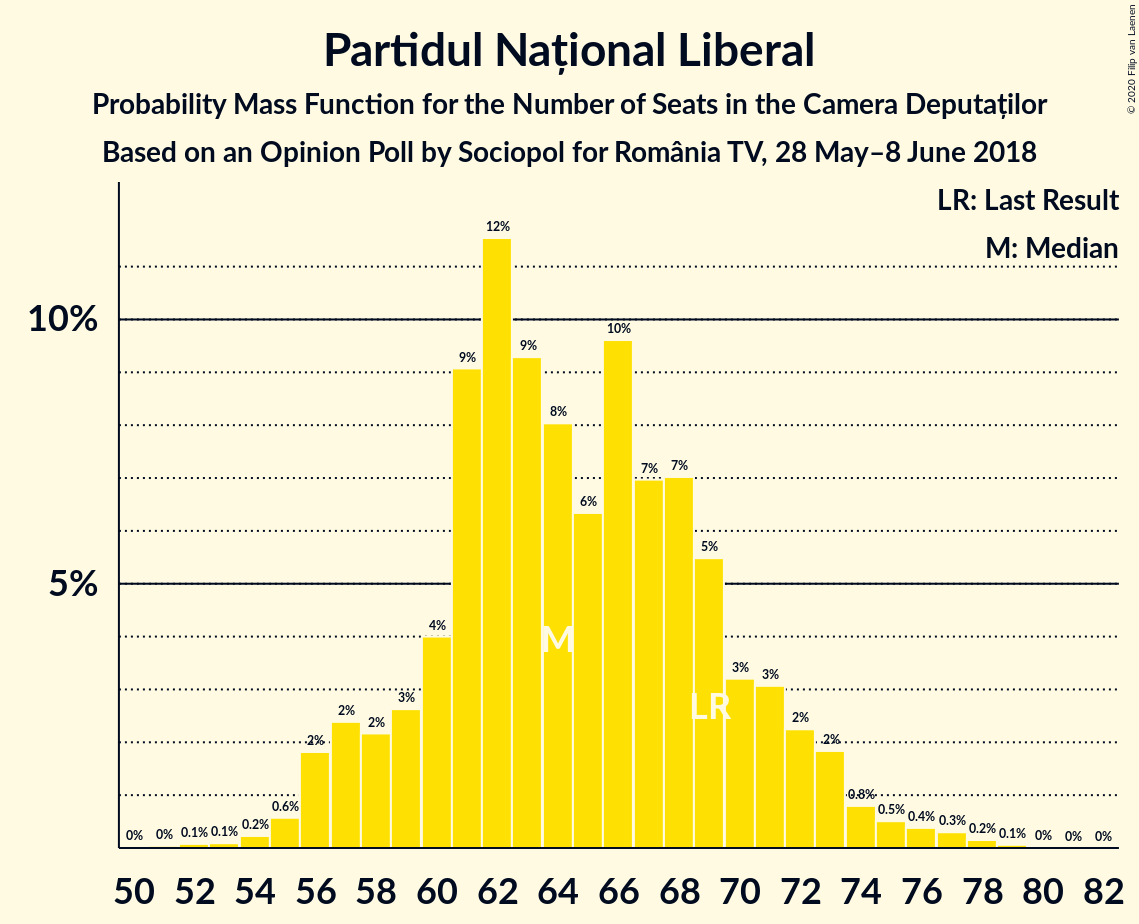 Partidul Național Liberal
Probability Mass Function for the Number of Seats in the Camera Deputaților
Based on an Opinion Poll by Sociopol for România TV, 28 May–8 June 2018
© 2020 Filip van Laenen
LR: Last Result
M: Median
10%
5%
0% 0% 0.1% 0.1% 0.2% 0.6% 2% 2% 2% 3% 4% 9% 12% 9% 8% 6% 10% 7% 7% 5% 3% 3% 2% 2% 0.8% 0.5% 0.4% 0.3% 0.2% 0.1% 0% 0% 0%
M
LR
50 52 54 56 58 60 62 64 66 68 70 72 74 76 78 80 82